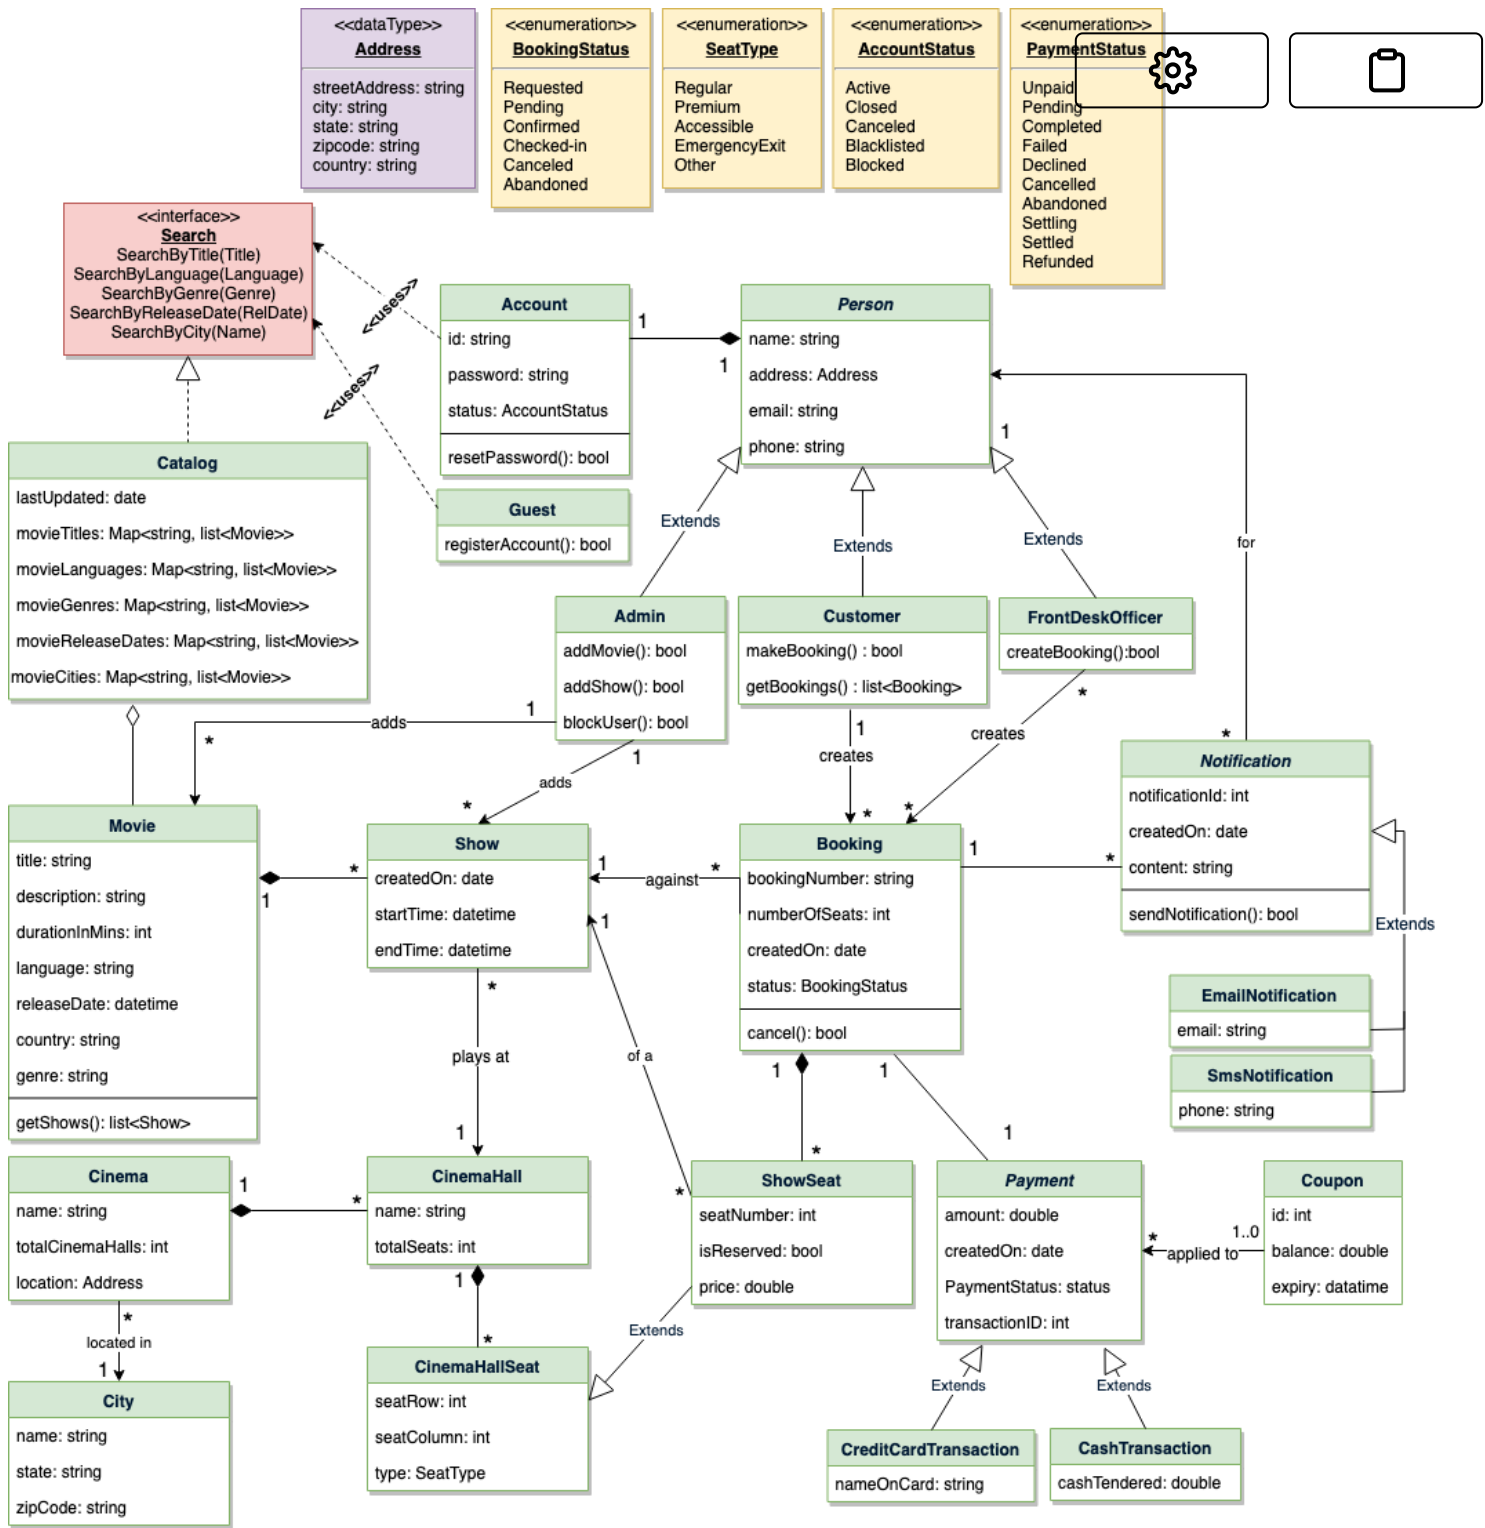 <<dataType>>
Address
streetAddress: string
city: string
state: string
zipcode: string
country: string
<<enumeration>>
BookingStatus
Requested
Pending
Confirmed
Checked-in
Canceled
Abandoned
<<enumeration>>
SeatType
Regular
Premium
Accessible
EmergencyExit
Other
<<enumeration>>
AccountStatus
Active
Closed
Canceled
Blacklisted
Blocked
<<enumeration>>
PaymentStatus
Unpaid
Pending
Completed
Failed
Declined
Cancelled
Abandoned
Settling
Settled
Refunded
<<interface>>
Search
SearchByTitle(Title)
SearchByLanguage(Language)
SearchByGenre(Genre)
SearchByReleaseDate(RelDate)
SearchByCity(Name)
<<uses>>
<<uses>>
Account
id: string
password: string
status: AccountStatus
resetPassword(): bool
1
1
Person
name: string
address: Address
email: string
phone: string
1
Guest
registerAccount(): bool
Catalog
lastUpdated: date
movieTitles: Map<string, list<Movie>>
movieLanguages: Map<string, list<Movie>>
movieGenres: Map<string, list<Movie>>
movieReleaseDates: Map<string, list<Movie>>
movieCities: Map<string, list<Movie>>
Extends
Extends
Extends
for
Admin
addMovie(): bool
addShow(): bool
blockUser(): bool
Customer
makeBooking() : bool
getBookings() : list<Booking>
FrontDeskOfficer
createBooking():bool
1
adds
*
1
adds
*
1
creates
*
*
creates
*
*
Notification
notificationId: int
createdOn: date
content: string
sendNotification(): bool
Movie
title: string
description: string
durationInMins: int
language: string
releaseDate: datetime
country: string
genre: string
getShows(): list<Show>
*
1
Show
createdOn: date
startTime: datetime
endTime: datetime
1
against
*
1
Booking
bookingNumber: string
numberOfSeats: int
createdOn: date
status: BookingStatus
cancel(): bool
1
*
Extends
EmailNotification
email: string
SmsNotification
phone: string
*
plays at
1
of a
*
1
*
1
1
Cinema
name: string
totalCinemaHalls: int
location: Address
1
*
CinemaHall
name: string
totalSeats: int
ShowSeat
seatNumber: int
isReserved: bool
price: double
Payment
amount: double
createdOn: date
PaymentStatus: status
transactionID: int
*
applied to
1..0
Coupon
id: int
balance: double
expiry: datatime
*
located in
1
1
*
Extends
City
name: string
state: string
zipCode: string
CinemaHallSeat
seatRow: int
seatColumn: int
type: SeatType
Extends
Extends
CreditCardTransaction
nameOnCard: string
CashTransaction
cashTendered: double